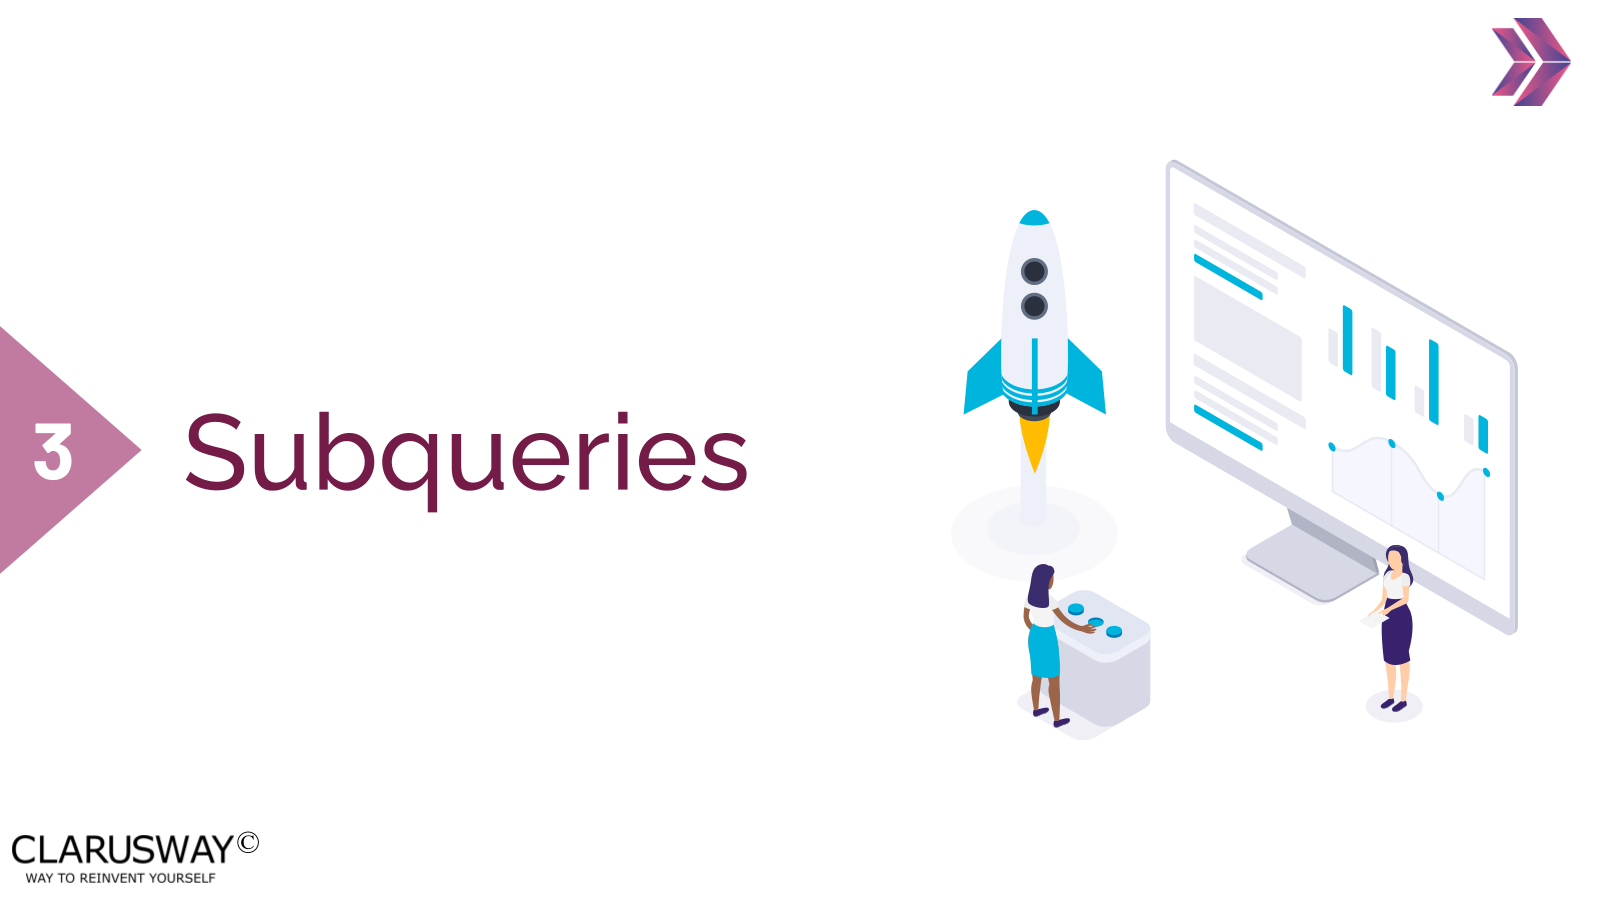 3
Subqueries
CLARUSWAY©
WAY TO REINVENT YOURSELF